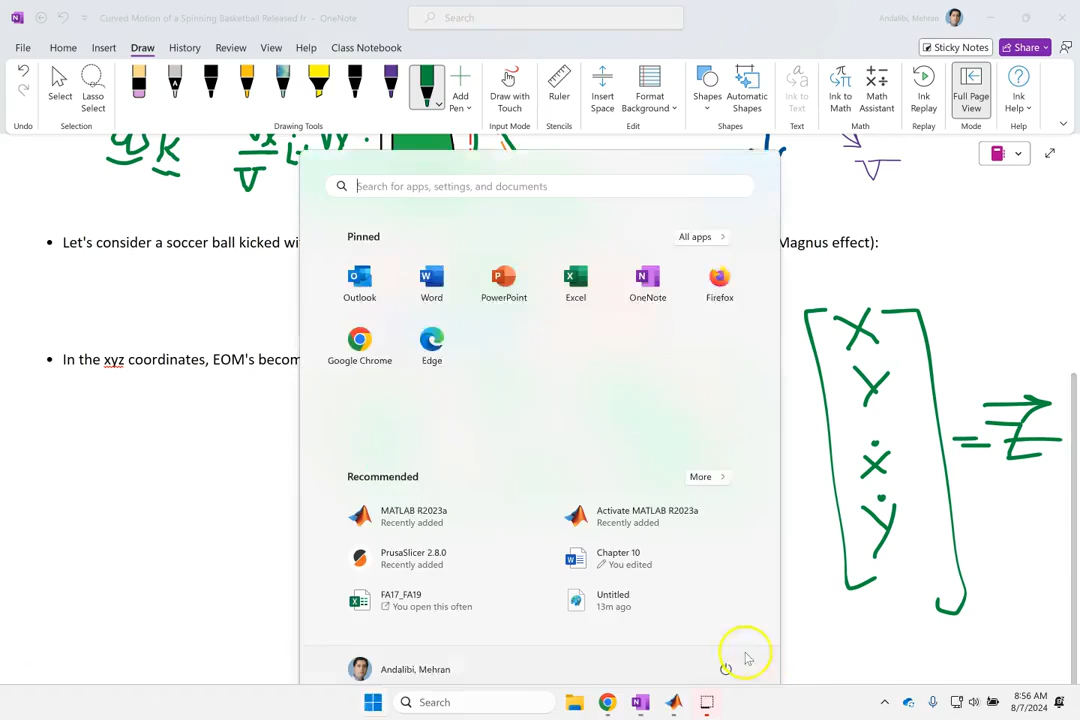 Curved Motion of a Spinning Basketball Released fr - OneNote
Search
Andalibi, Mehran
File Home Insert Draw History Review View Help Class Notebook
Sticky Notes Share
Select
Lasso Select
Add Pen
Draw with Touch
Ruler
Insert Space
Format Background
Shapes
Automatic Shapes
Ink to Text
Ink to Math
Math Assistant
Ink Replay
Full Page View
Ink Help
Undo Selection Drawing Tools Input Mode Stencils Edit Shapes Text Math Replay Mode Help
Search for apps, settings, and documents
Pinned
All apps >
Outlook Word PowerPoint Excel OneNote Firefox
Google Chrome Edge
• Let's consider a soccer ball kicked wi
Magnus effect):
• In the xyz coordinates, EOM's becom
X
Y
Ẋ
Ẏ
= Z
Recommended
More >
MATLAB R2023a
Recently added
Activate MATLAB R2023a
Recently added
PrusaSlicer 2.8.0
Recently added
Chapter 10
You edited
FA17_FA19
You open this often
Untitled
13m ago
Andalibi, Mehran
Search
8:56 AM
8/7/2024